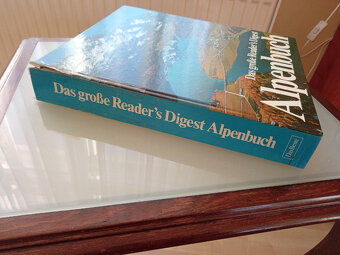 Das große Reader's Digest
Alpenbuch
Das große Reader's Digest Alpenbuch